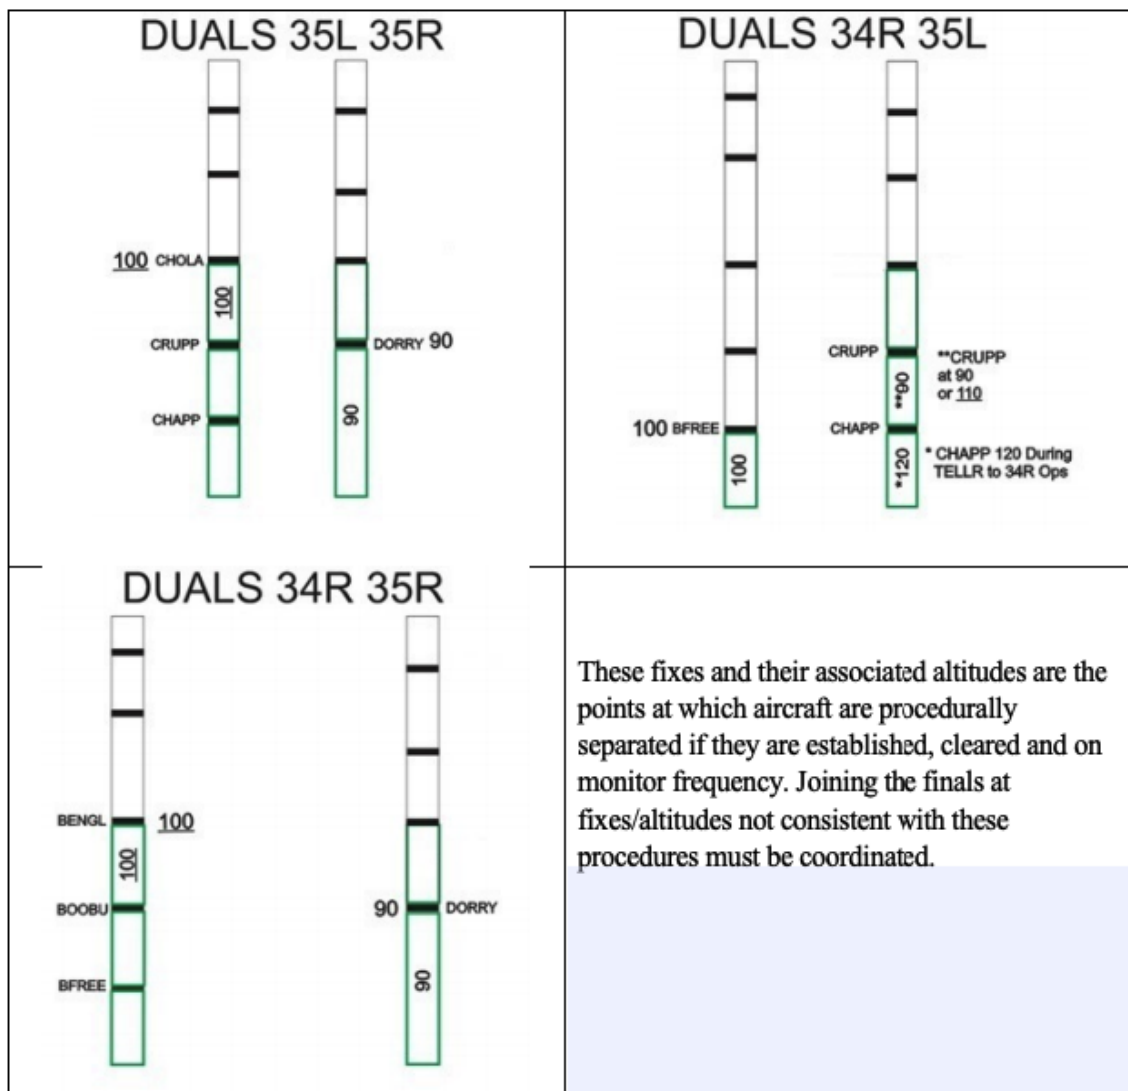 DUALS 35L 35R
100 CHOLA
100
CRUPP
DORRY 90
CHAPP
90
DUALS 34R 35L
CRUPP
**CRUPP
at 90
or 110
**90
100 BFREE
CHAPP
100
*120
* CHAPP 120 During
TELLR to 34R Ops
DUALS 34R 35R
BENGL
100
100
BOOBU
90
DORRY
BFREE
90
These fixes and their associated altitudes are the
points at which aircraft are procedurally
separated if they are established, cleared and on
monitor frequency. Joining the finals at
fixes/altitudes not consistent with these
procedures must be coordinated.